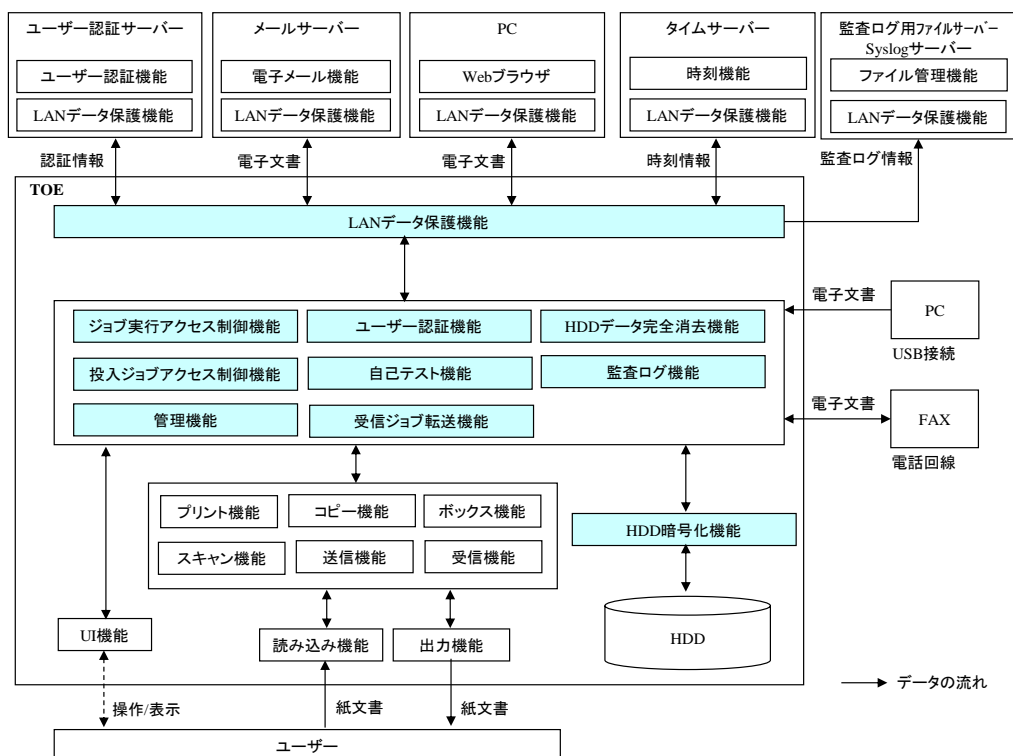 ユーザー認証サーバー
ユーザー認証機能
LANデータ保護機能
メールサーバー
電子メール機能
LANデータ保護機能
PC
Webブラウザ
LANデータ保護機能
タイムサーバー
時刻機能
LANデータ保護機能
監査ログ用ファイルサーバー
Syslogサーバー
ファイル管理機能
LANデータ保護機能
認証情報
電子文書
電子文書
時刻情報
監査ログ情報
TOE
LANデータ保護機能
ジョブ実行アクセス制御機能
ユーザー認証機能
HDDデータ完全消去機能
投入ジョブアクセス制御機能
自己テスト機能
監査ログ機能
管理機能
受信ジョブ転送機能
電子文書
PC
USB接続
電子文書
FAX
電話回線
プリント機能
コピー機能
ボックス機能
スキャン機能
送信機能
受信機能
HDD暗号化機能
HDD
UI機能
読み込み機能
出力機能
データの流れ
操作/表示
紙文書
紙文書
ユーザー